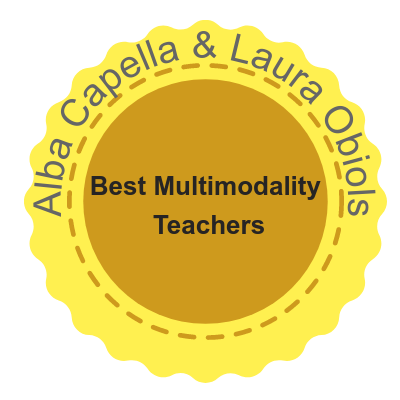 Alba Capella & Laura Obiols
Best Multimodality
Teachers